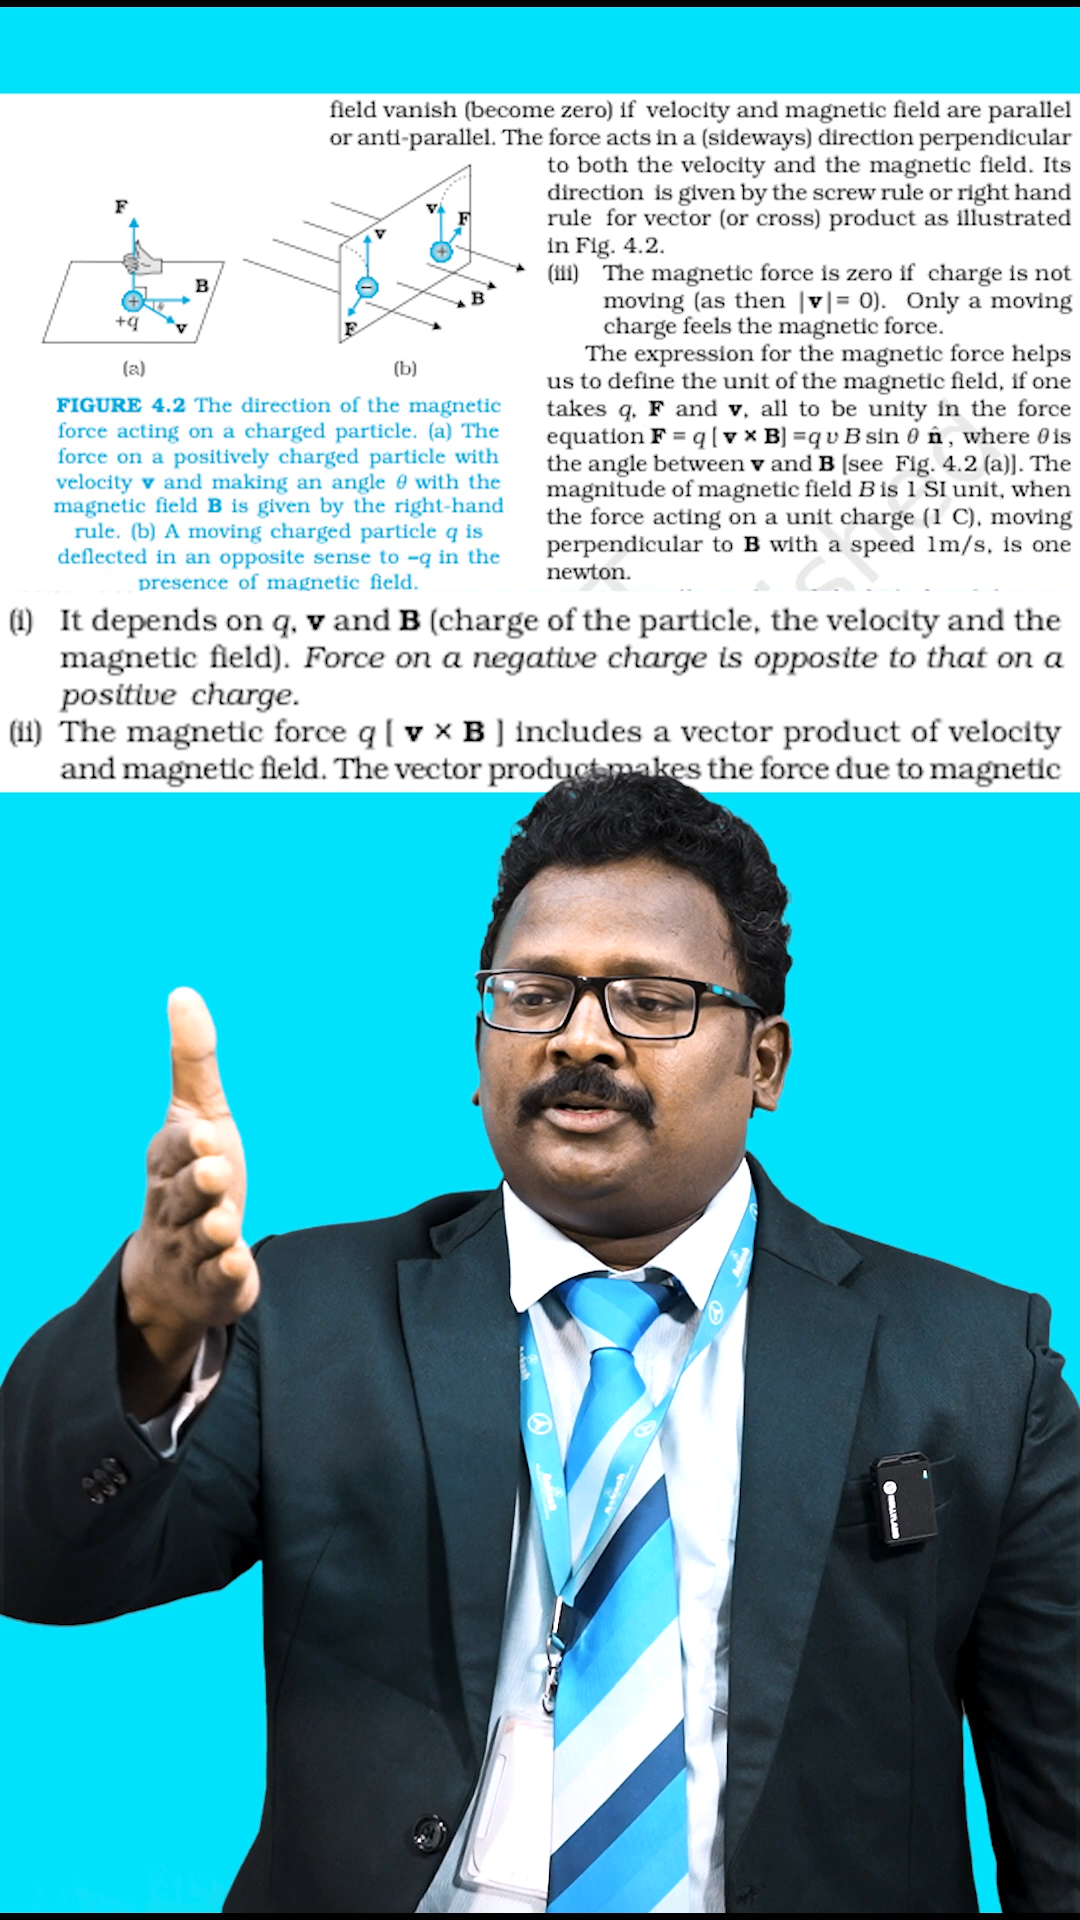 field vanish (become zero) if velocity and magnetic field are parallel
or anti-parallel. The force acts in a (sideways) direction perpendicular
to both the velocity and the magnetic field. Its
direction is given by the screw rule or right hand
rule for vector (or cross) product as illustrated
in Fig. 4.2.
(iii) The magnetic force is zero if charge is not
moving (as then |v|= 0). Only a moving
charge feels the magnetic force.
The expression for the magnetic force helps
us to define the unit of the magnetic field, if one
takes q, F and v, all to be unity in the force
equation F = q [ v × B] =q v B sin θ n̂, where θ is
the angle between v and B [see Fig. 4.2 (a)]. The
magnitude of magnetic field B is 1 SI unit, when
the force acting on a unit charge (1 C), moving
perpendicular to B with a speed 1m/s, is one
newton.
F
B
+q
v
θ
(a)
v
F
v
B
F
(b)
FIGURE 4.2 The direction of the magnetic
force acting on a charged particle. (a) The
force on a positively charged particle with
velocity v and making an angle θ with the
magnetic field B is given by the right-hand
rule. (b) A moving charged particle q is
deflected in an opposite sense to –q in the
presence of magnetic field.
(i) It depends on q, v and B (charge of the particle, the velocity and the
magnetic field). Force on a negative charge is opposite to that on a
positive charge.
(ii) The magnetic force q [ v × B ] includes a vector product of velocity
and magnetic field. The vector product makes the force due to magnetic
Aakash
Aakash
Aakash